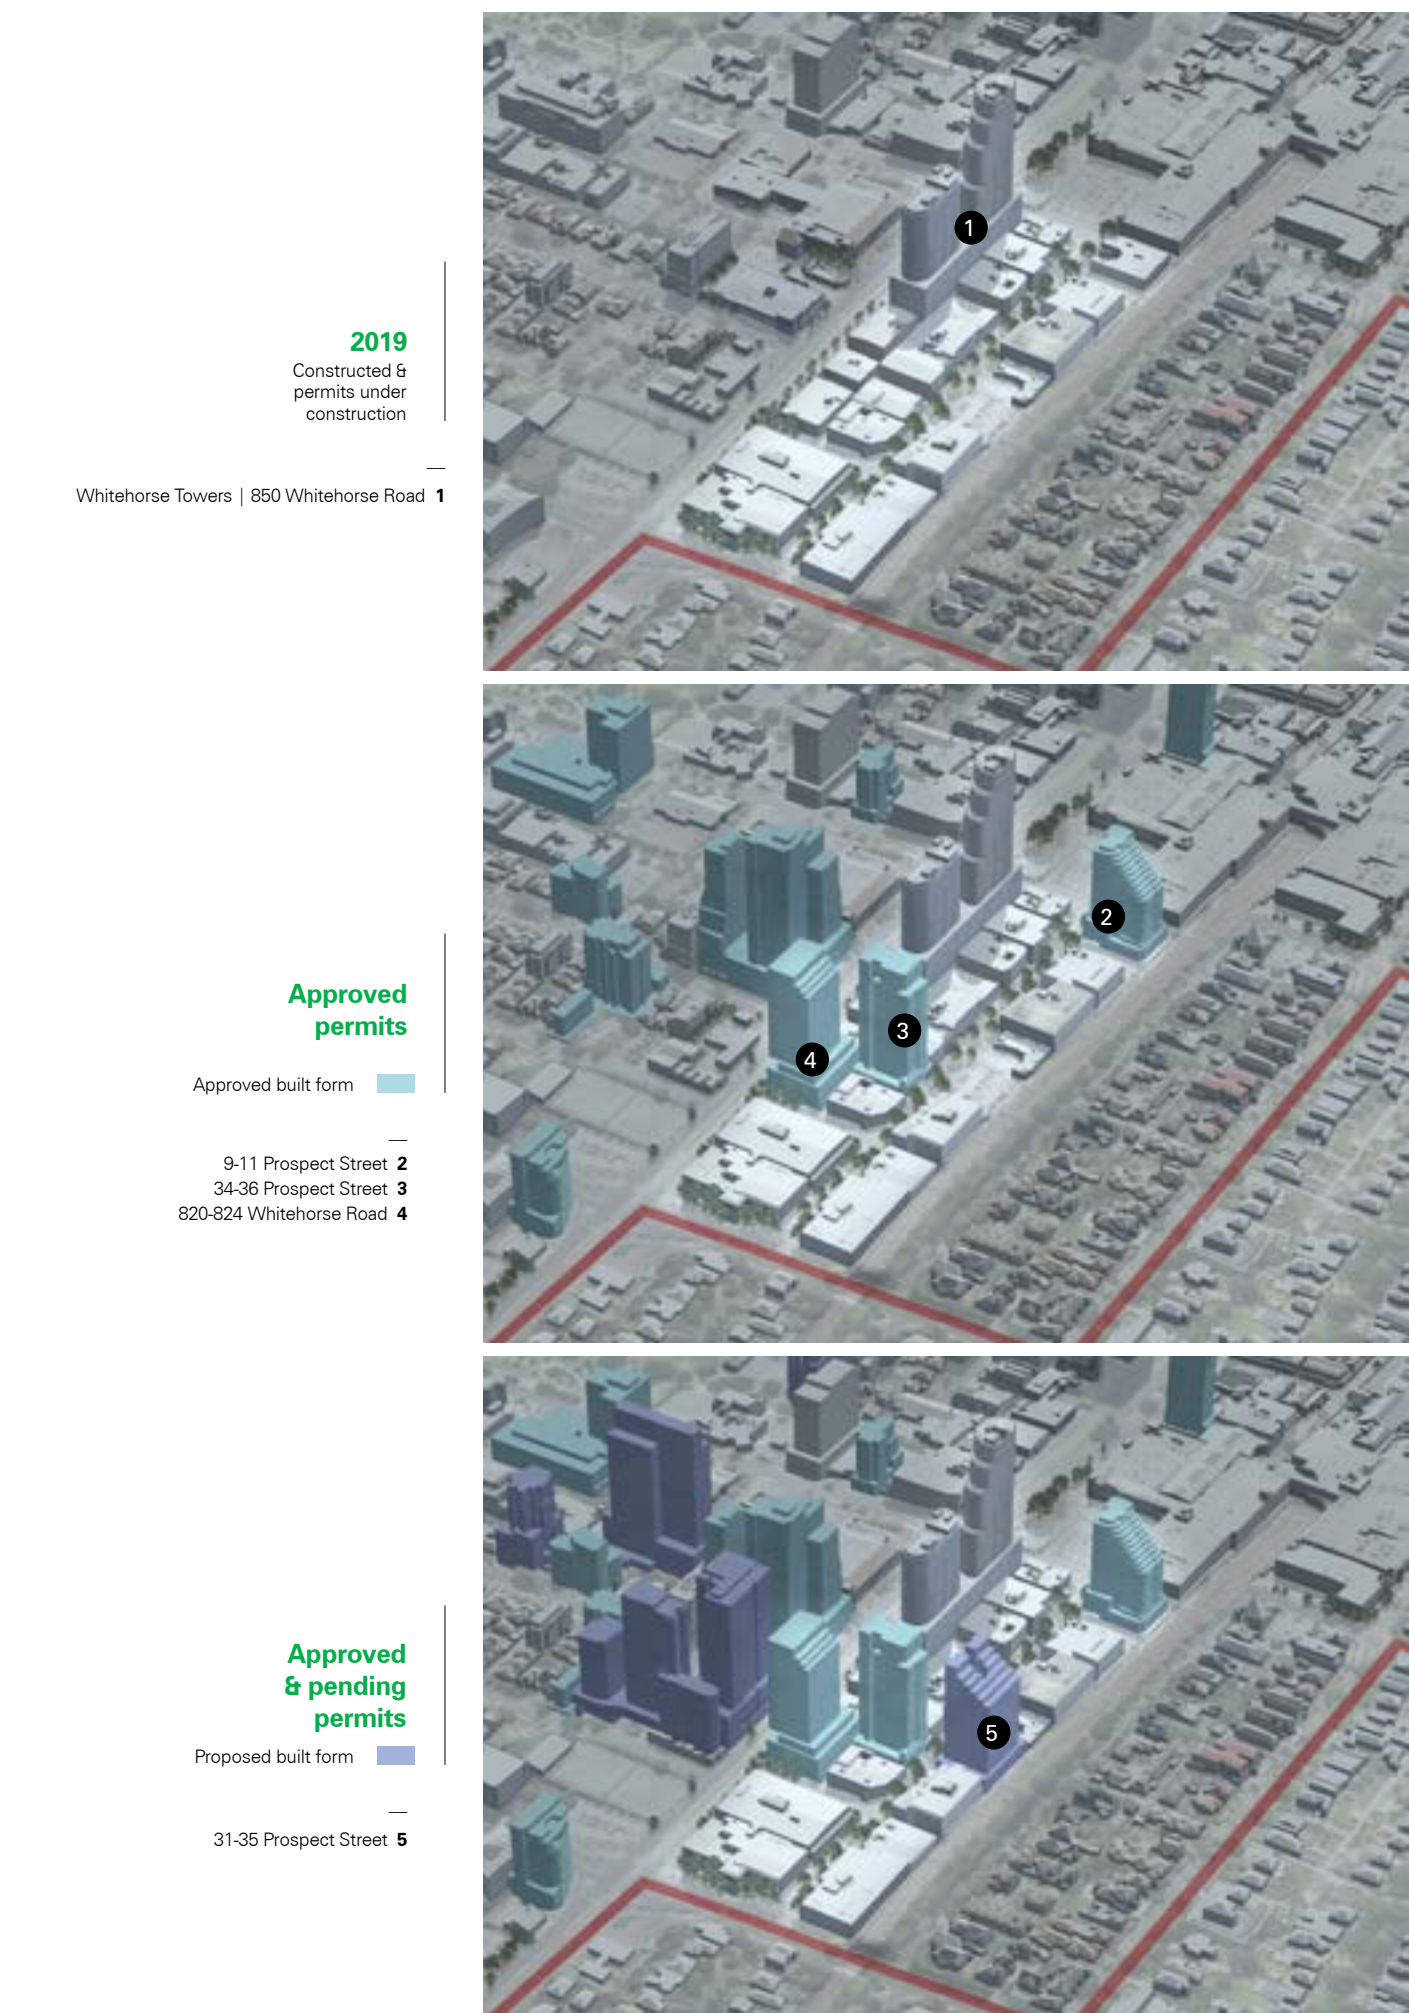 2019
Constructed &
permits under
construction
—
Whitehorse Towers | 850 Whitehorse Road 1
1
Approved
permits
Approved built form
—
9-11 Prospect Street 2
34-36 Prospect Street 3
820-824 Whitehorse Road 4
2
3
4
Approved
& pending
permits
Proposed built form
—
31-35 Prospect Street 5
5